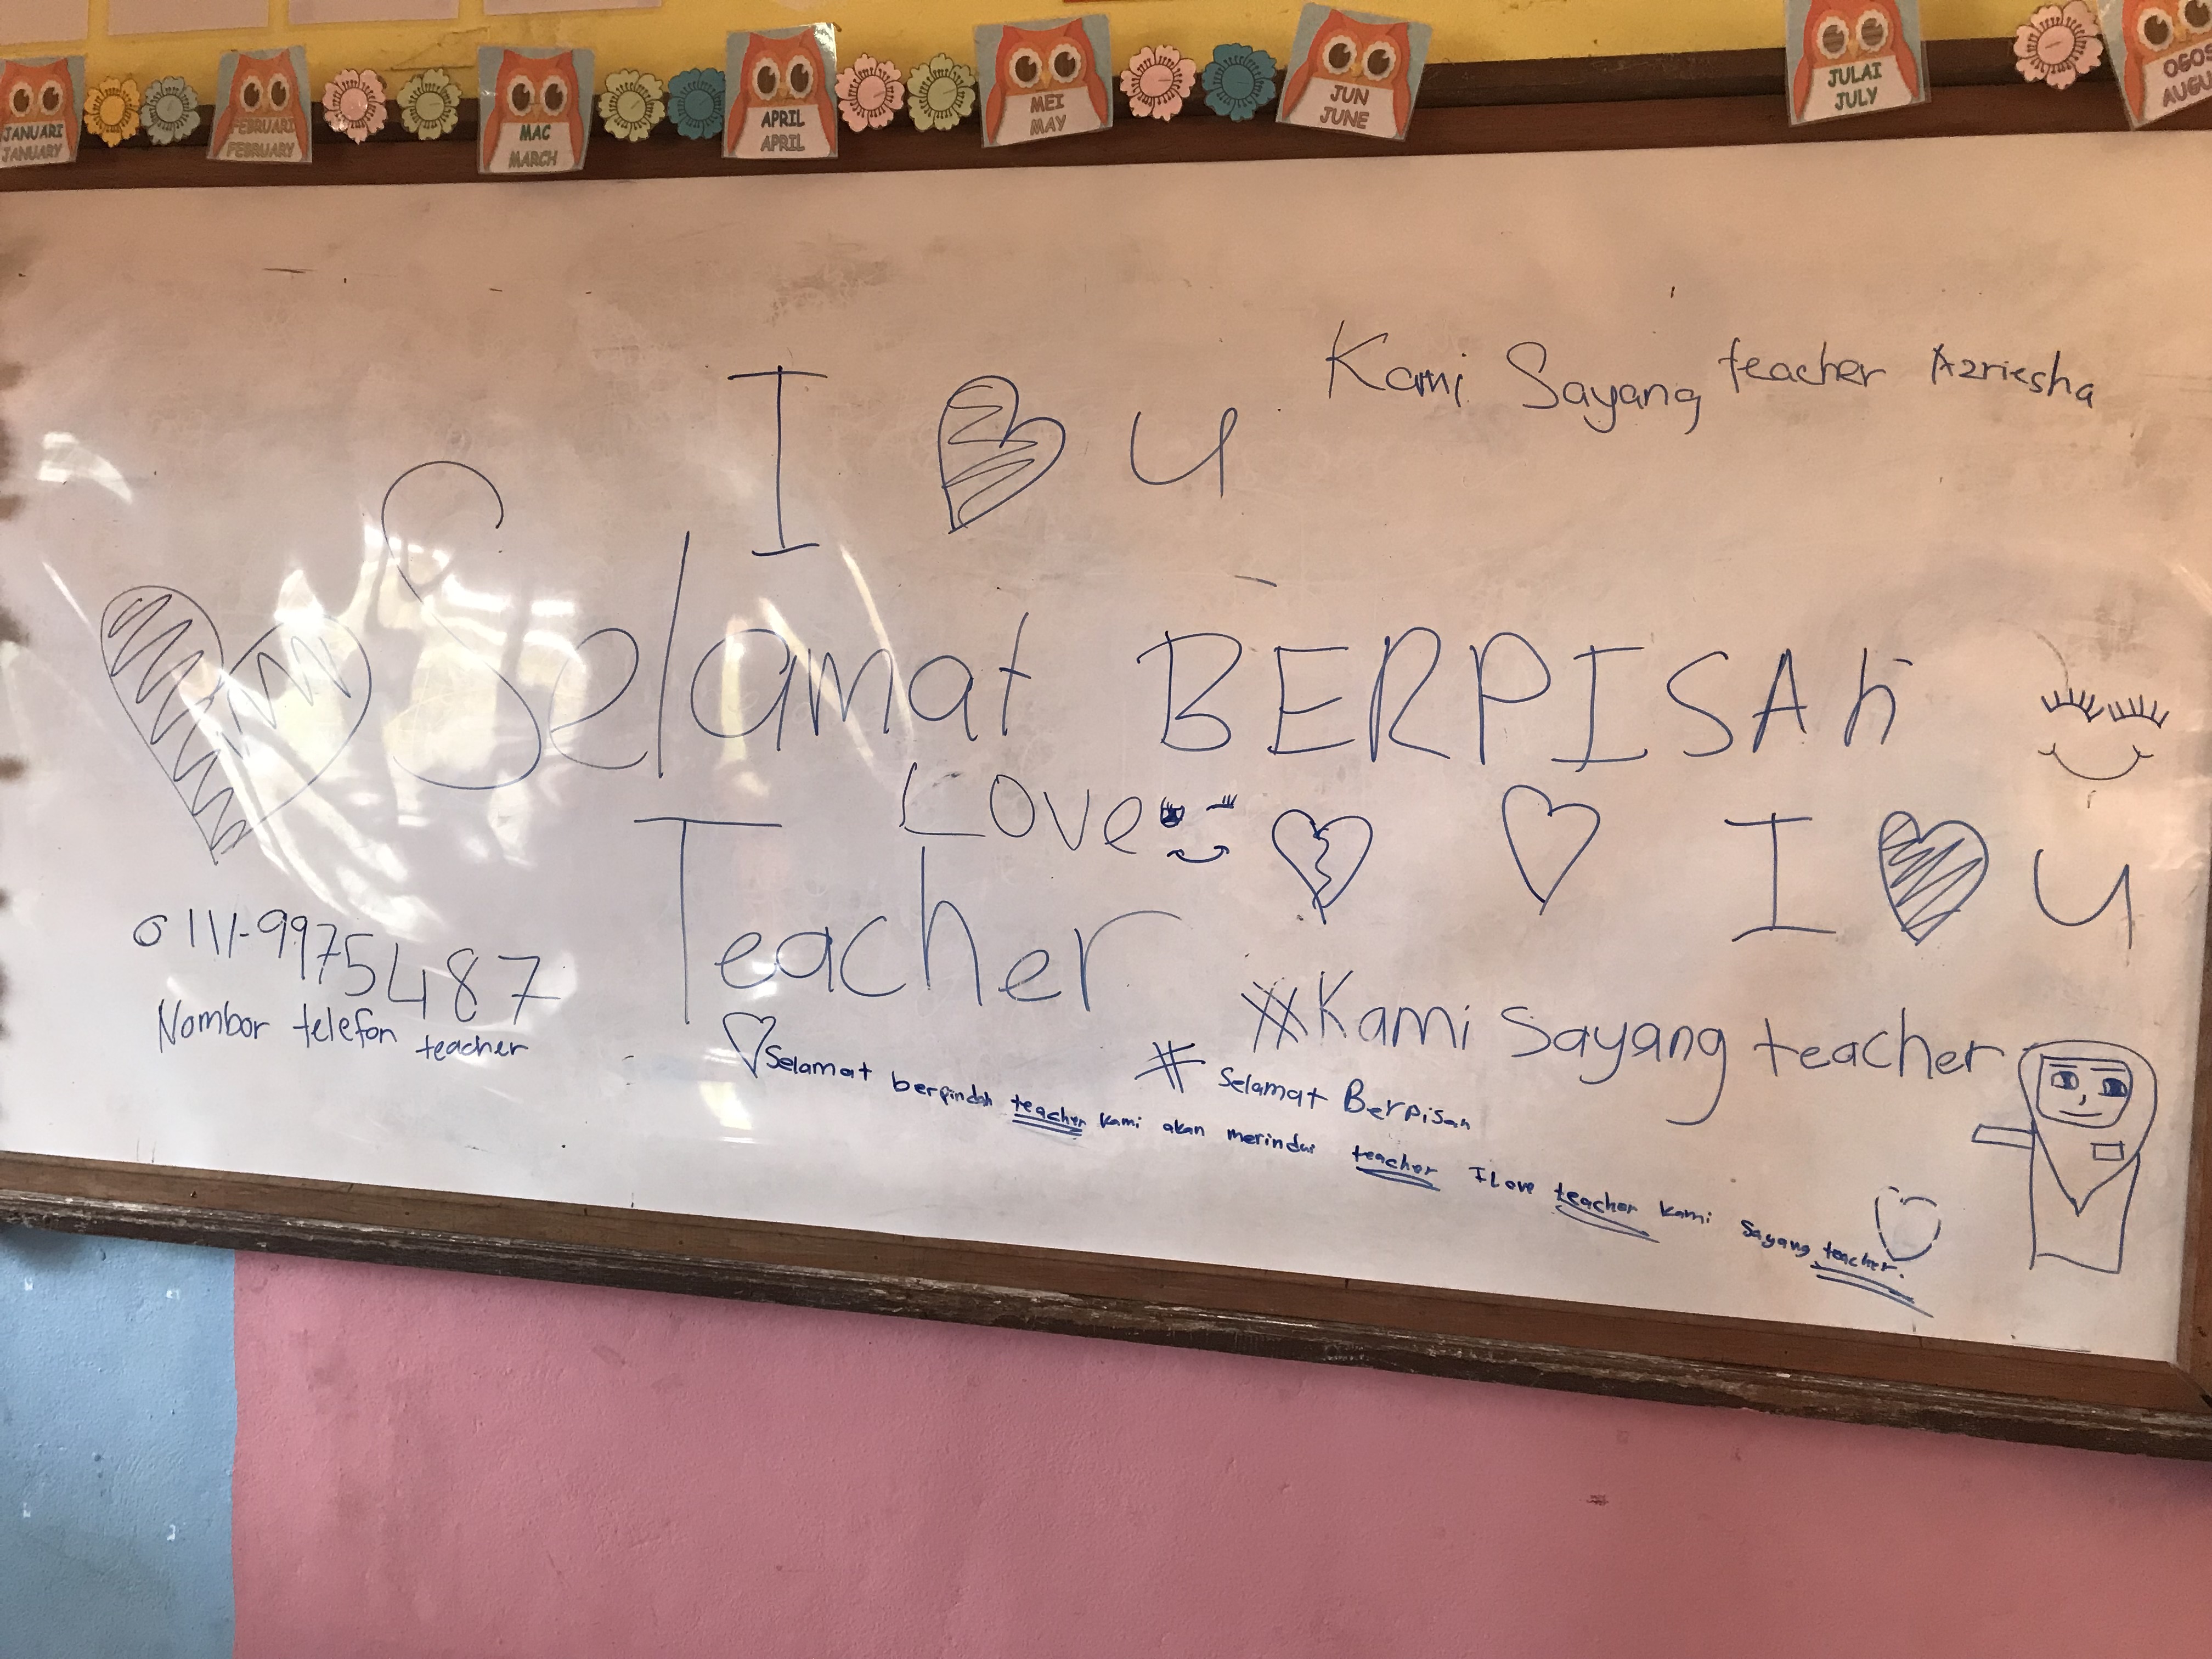 JANUARI
JANUARY
FEBRUARI
FEBRUARY
MAC
MARCH
APRIL
APRIL
MEI
MAY
JUN
JUNE
JULAI
JULY
OGOS
AUGU
Kami Sayang teacher Azriesha
I u
Selamat BERPISAh
Love
I u
Teacher
0111-9975487
Nombor telefon teacher
#Kami Sayang teacher
# Selamat Berpisah
Selamat berpindah teacher kami akan merindui teacher I Love teacher kami Sayang teacher.